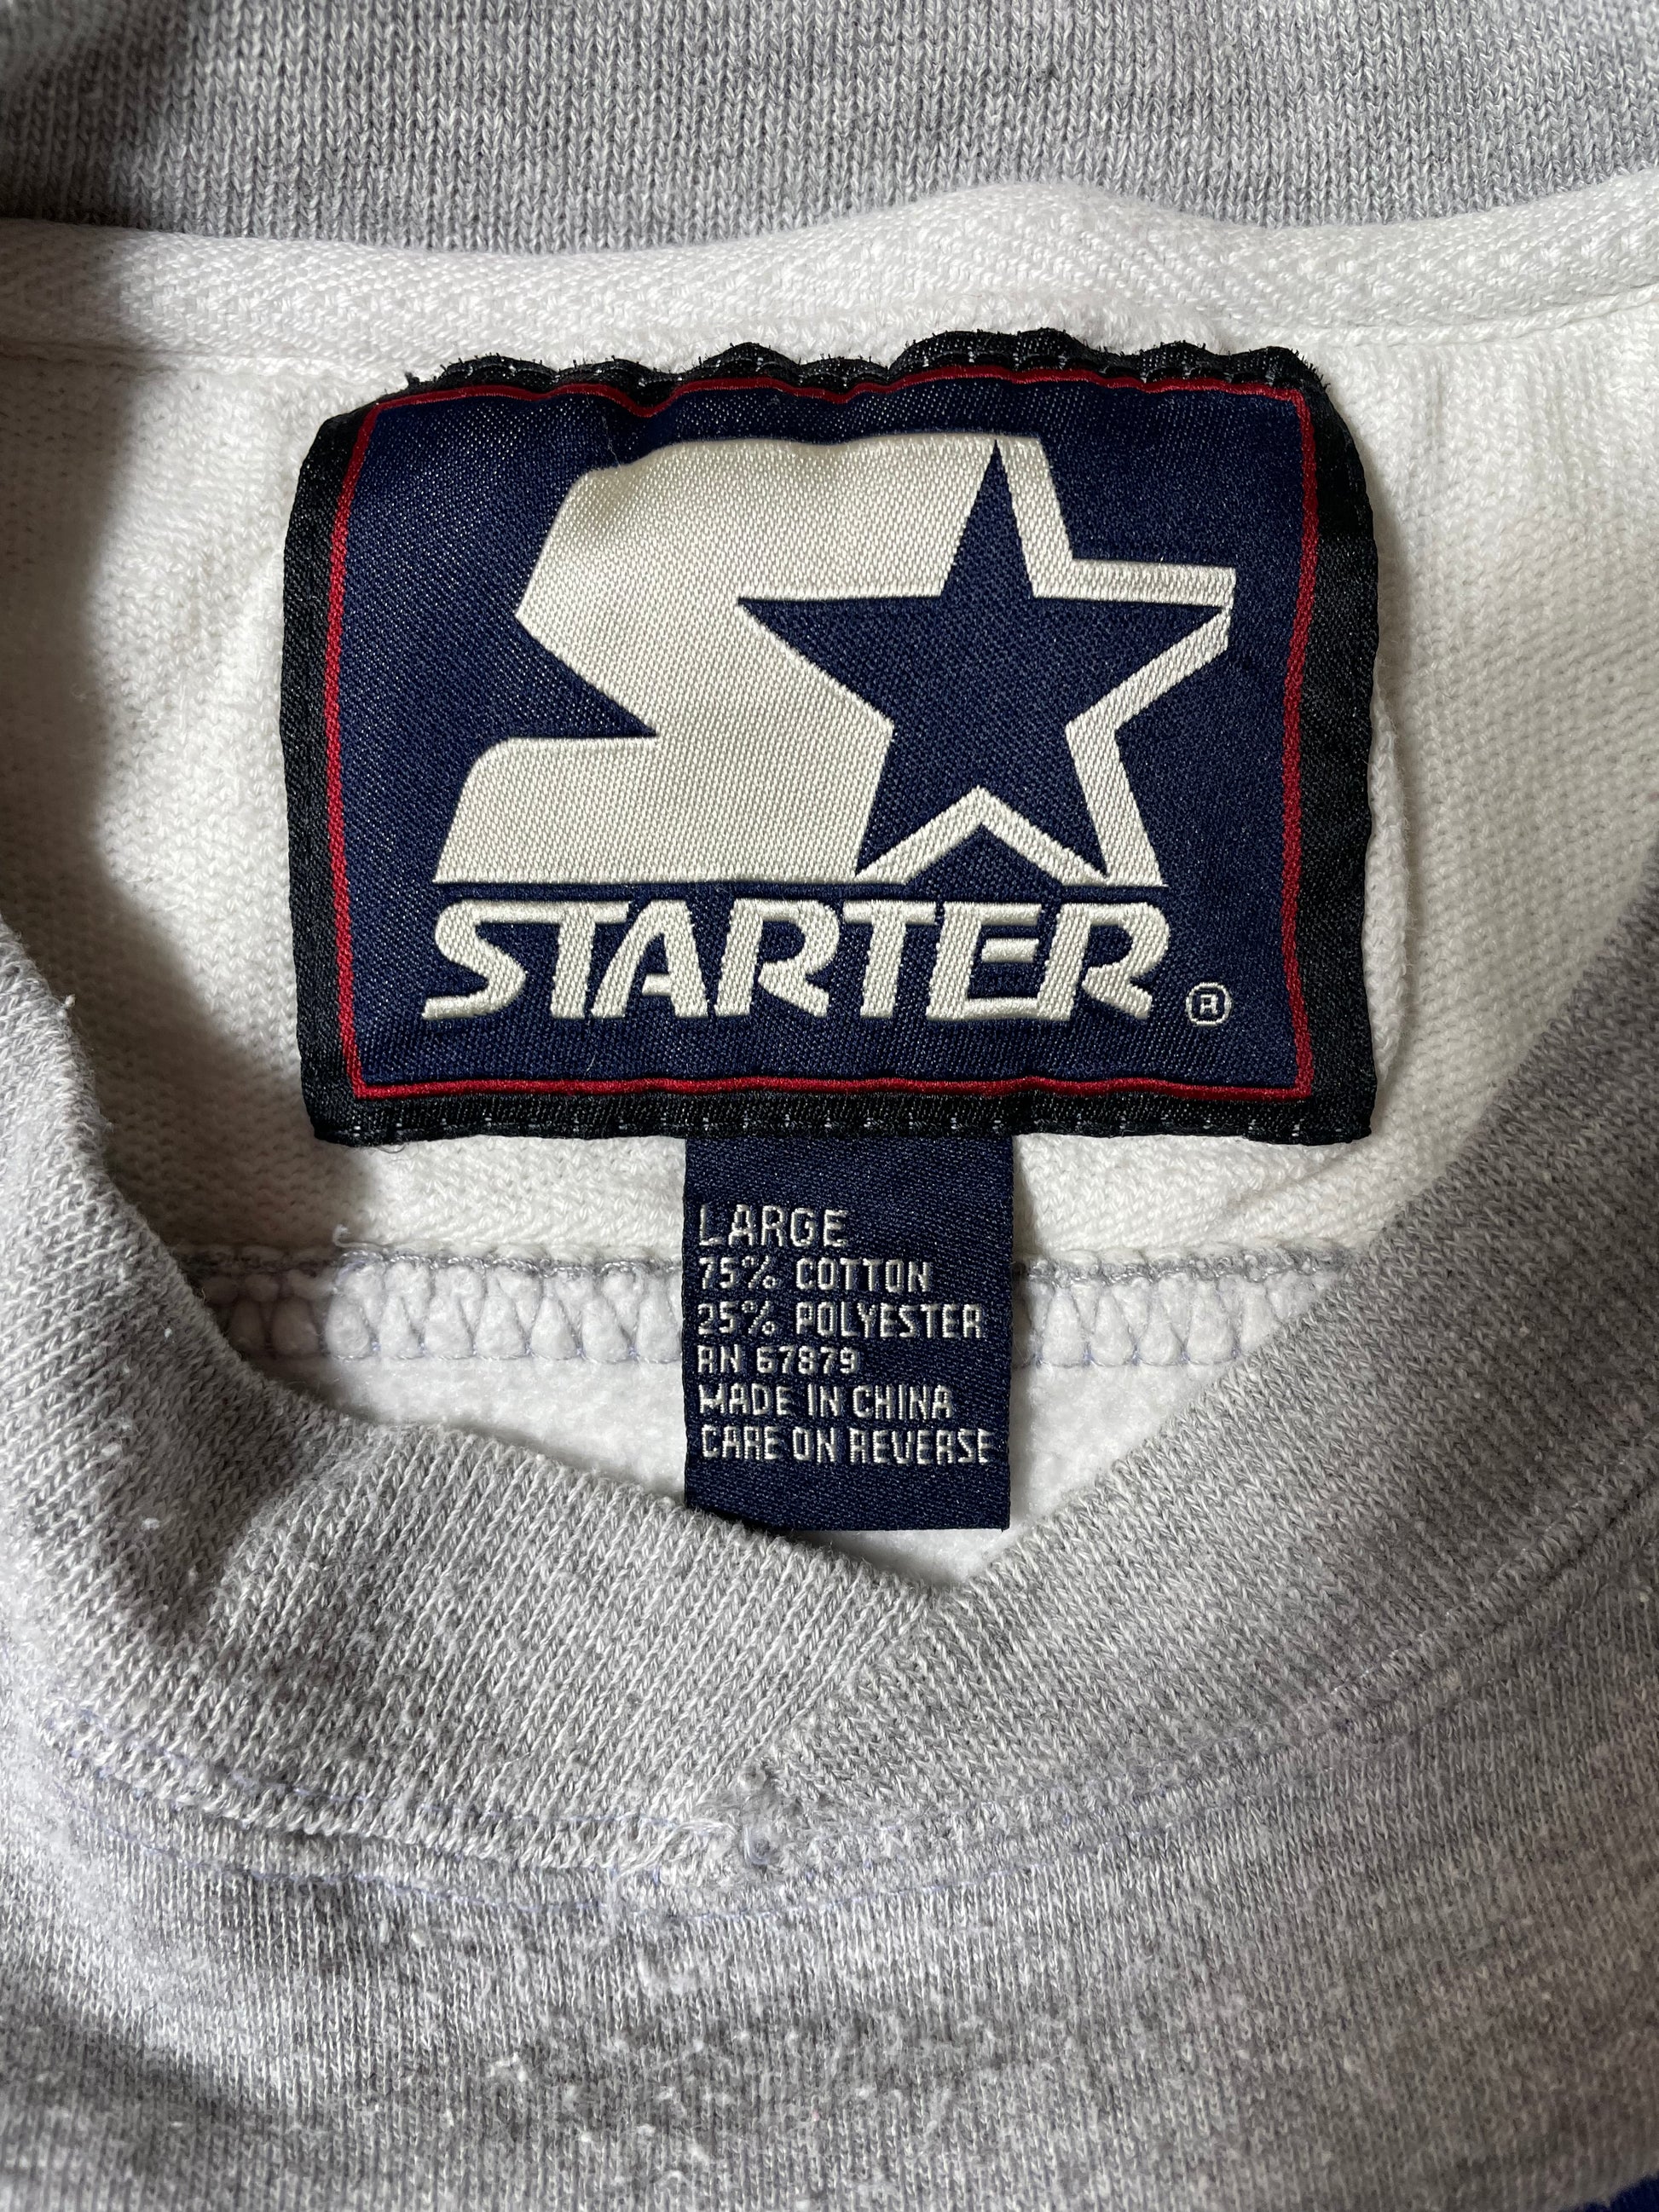 STARTER®
LARGE
75% COTTON
25% POLYESTER
RN 67879
MADE IN CHINA
CARE ON REVERSE